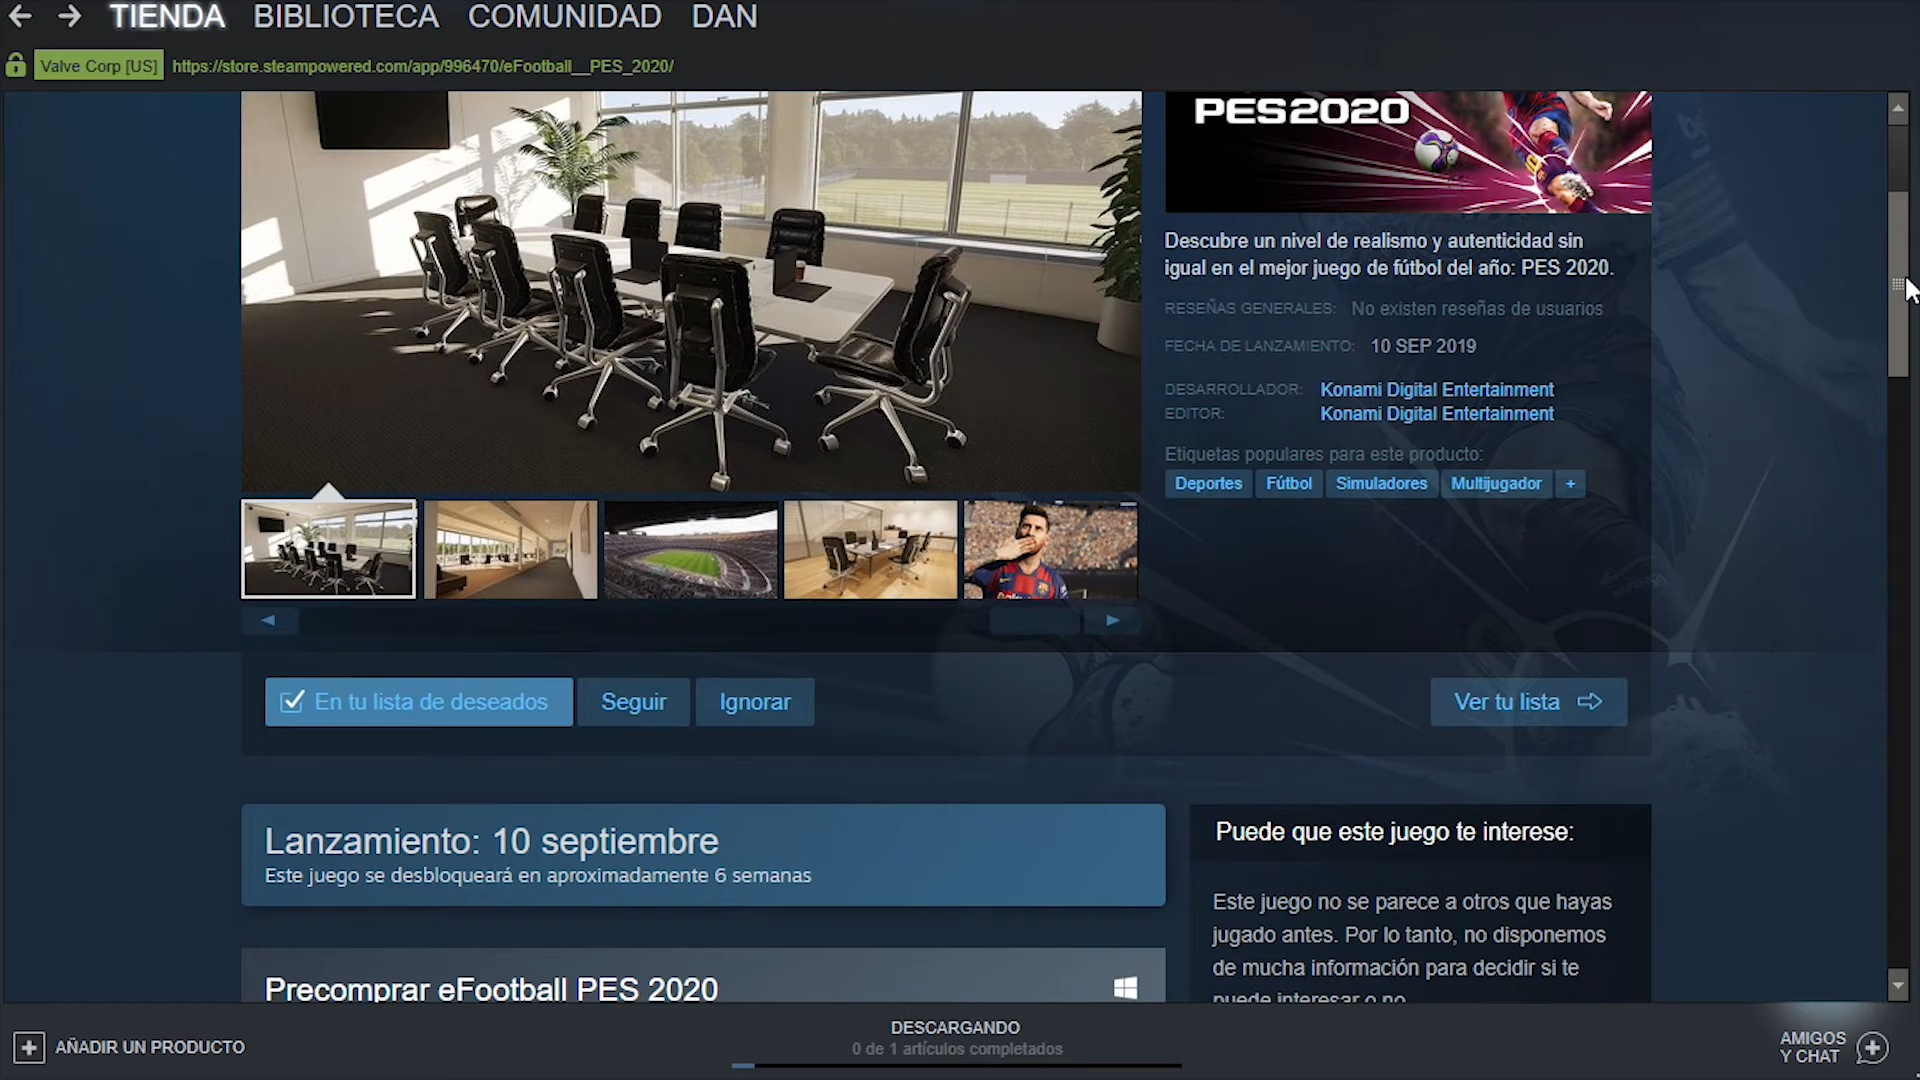 TIENDA BIBLIOTECA COMUNIDAD DAN
Valve Corp [US] https://store.steampowered.com/app/996470/eFootball__PES_2020/
PES2020
Descubre un nivel de realismo y autenticidad sin
igual en el mejor juego de fútbol del año: PES 2020.
RESEÑAS GENERALES: No existen reseñas de usuarios
FECHA DE LANZAMIENTO: 10 SEP 2019
DESARROLLADOR: Konami Digital Entertainment
EDITOR: Konami Digital Entertainment
Etiquetas populares para este producto:
Deportes Fútbol Simuladores Multijugador +
En tu lista de deseados Seguir Ignorar Ver tu lista
Lanzamiento: 10 septiembre
Este juego se desbloqueará en aproximadamente 6 semanas
Precomprar eFootball PES 2020
Puede que este juego te interese:
Este juego no se parece a otros que hayas
jugado antes. Por lo tanto, no disponemos
de mucha información para decidir si te
puede interesar o no.
AÑADIR UN PRODUCTO
DESCARGANDO
0 de 1 artículos completados
AMIGOS
Y CHAT